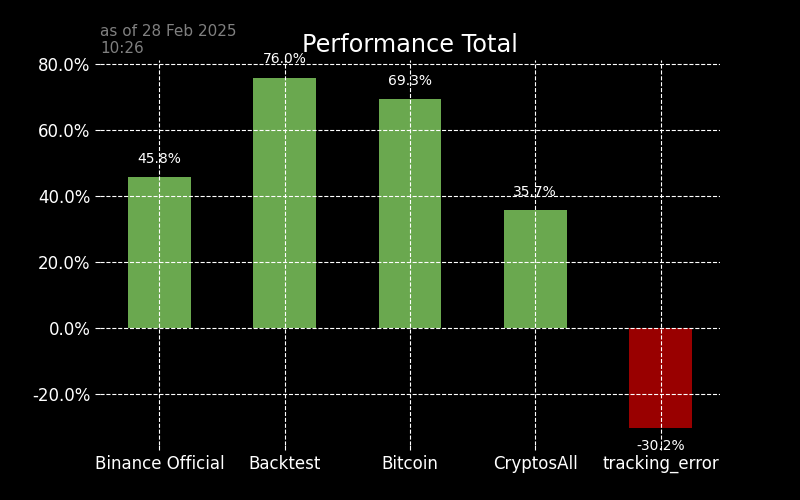 as of 28 Feb 2025
10:26
Performance Total
80.0%
60.0%
40.0%
20.0%
0.0%
-20.0%
45.8%
76.0%
69.3%
35.7%
-30.2%
Binance Official
Backtest
Bitcoin
CryptosAll
tracking_error